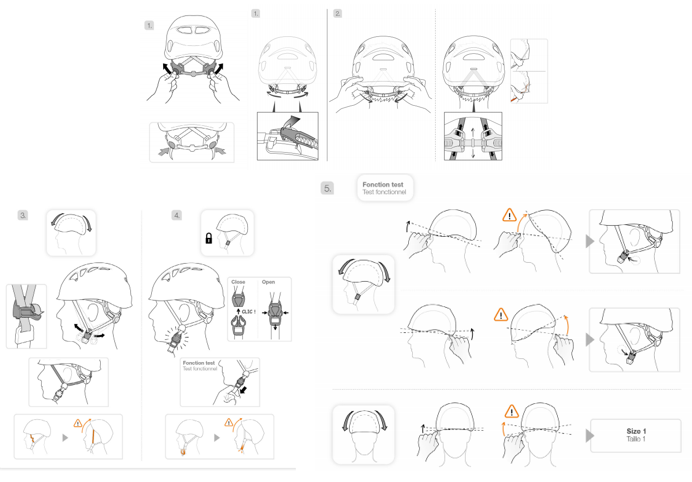 1.
1.
2.
3.
4.
Close
Open
CLIC !
Fonction test
Test fonctionnel
5.
Fonction test
Test fonctionnel
Size 1
Taille 1